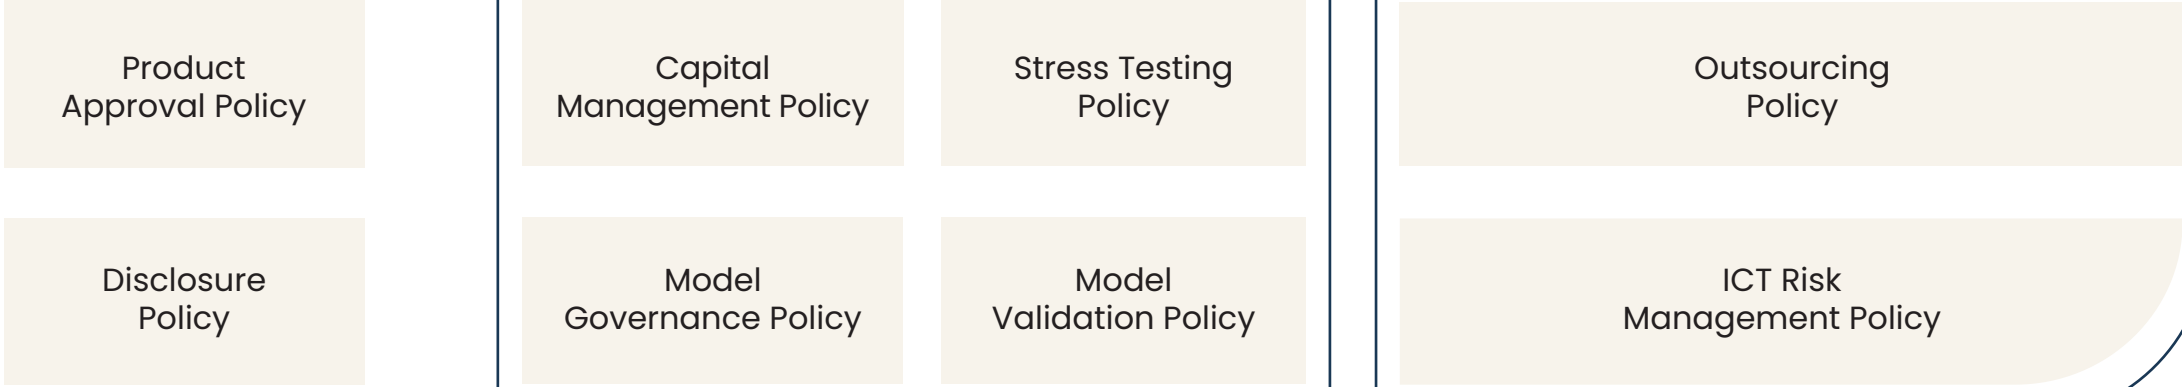 Product
Approval Policy
Capital
Management Policy
Stress Testing
Policy
Outsourcing
Policy
Disclosure
Policy
Model
Governance Policy
Model
Validation Policy
ICT Risk
Management Policy